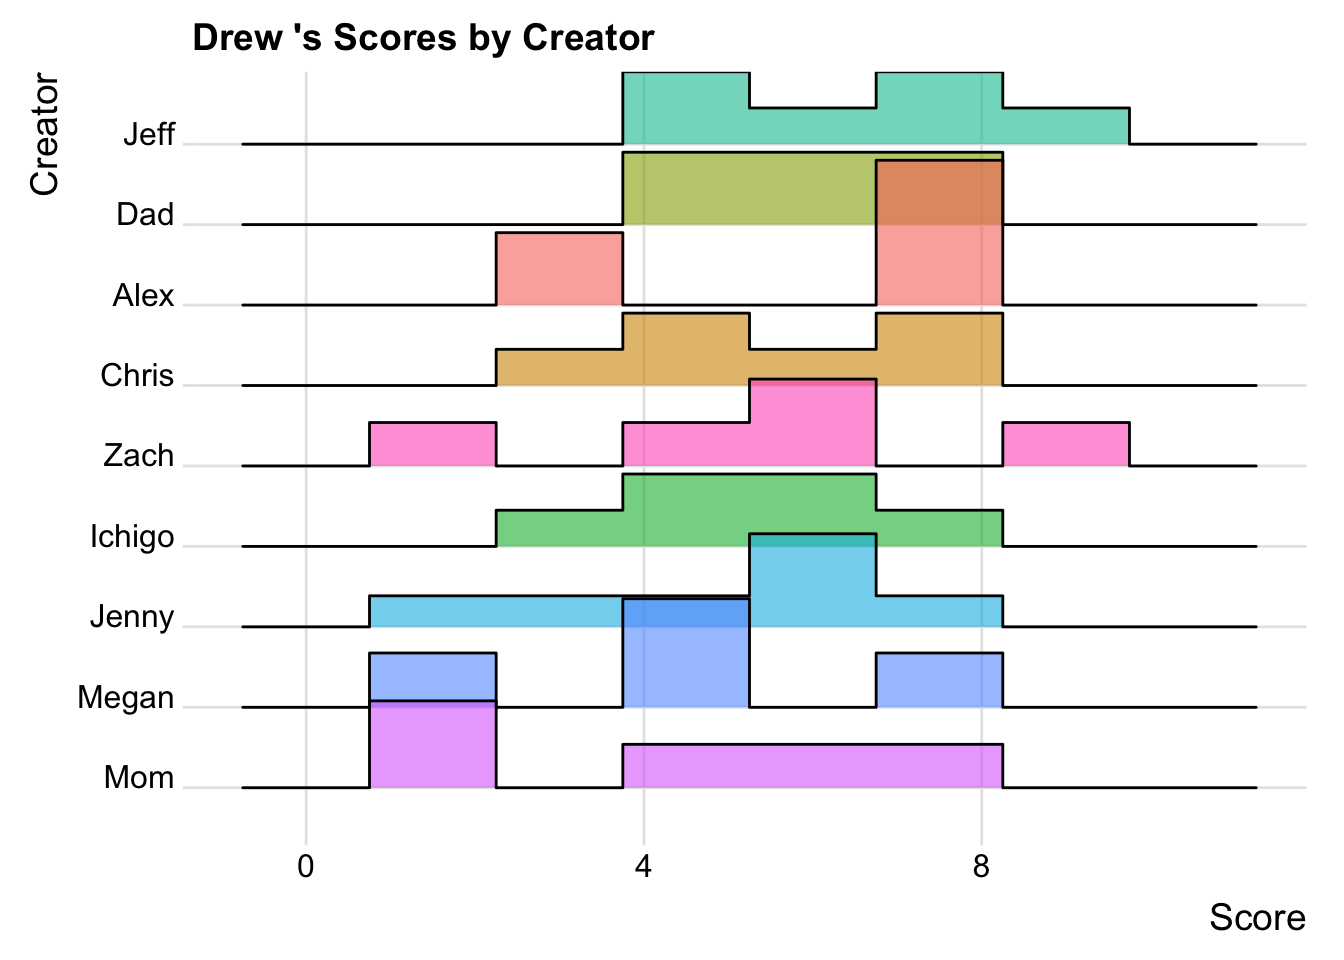 Drew 's Scores by Creator
Creator
Jeff
Dad
Alex
Chris
Zach
Ichigo
Jenny
Megan
Mom
0 4 8
Score